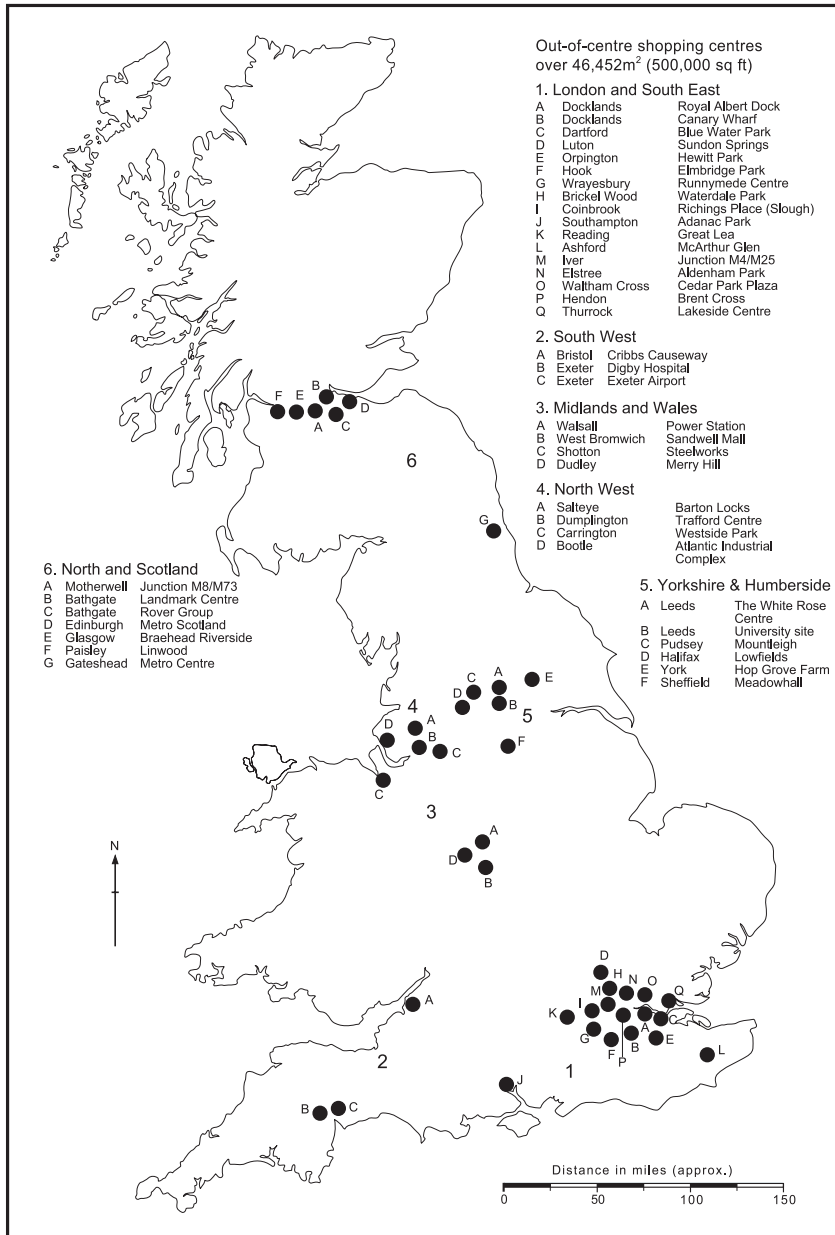 Out-of-centre shopping centres
over 46,452m² (500,000 sq ft)
1. London and South East
A Docklands Royal Albert Dock
B Docklands Canary Wharf
C Dartford Blue Water Park
D Luton Sundon Springs
E Orpington Hewitt Park
F Hook Elmbridge Park
G Wrayesbury Runnymede Centre
H Brickel Wood Waterdale Park
I Coinbrook Richings Place (Slough)
J Southampton Adanac Park
K Reading Great Lea
L Ashford McArthur Glen
M Iver Junction M4/M25
N Elstree Aldenham Park
O Waltham Cross Cedar Park Plaza
P Hendon Brent Cross
Q Thurrock Lakeside Centre
2. South West
A Bristol Cribbs Causeway
B Exeter Digby Hospital
C Exeter Exeter Airport
3. Midlands and Wales
A Walsall Power Station
B West Bromwich Sandwell Mall
C Shotton Steelworks
D Dudley Merry Hill
4. North West
A Salteye Barton Locks
B Dumplington Trafford Centre
C Carrington Westside Park
D Bootle Atlantic Industrial
Complex
5. Yorkshire & Humberside
A Leeds The White Rose
Centre
B Leeds University site
C Pudsey Mountleigh
D Halifax Lowfields
E York Hop Grove Farm
F Sheffield Meadowhall
6. North and Scotland
A Motherwell Junction M8/M73
B Bathgate Landmark Centre
C Bathgate Rover Group
D Edinburgh Metro Scotland
E Glasgow Braehead Riverside
F Paisley Linwood
G Gateshead Metro Centre
B
F E D
A C
6
G
C A E
D
B
4 5
A
D
B
C F
C
3
A
D
B
N
D
H
N O
M Q
I
K
A C
G
F B E
P
L
A
2
1
J
B C
Distance in miles (approx.)
0 50 100 150